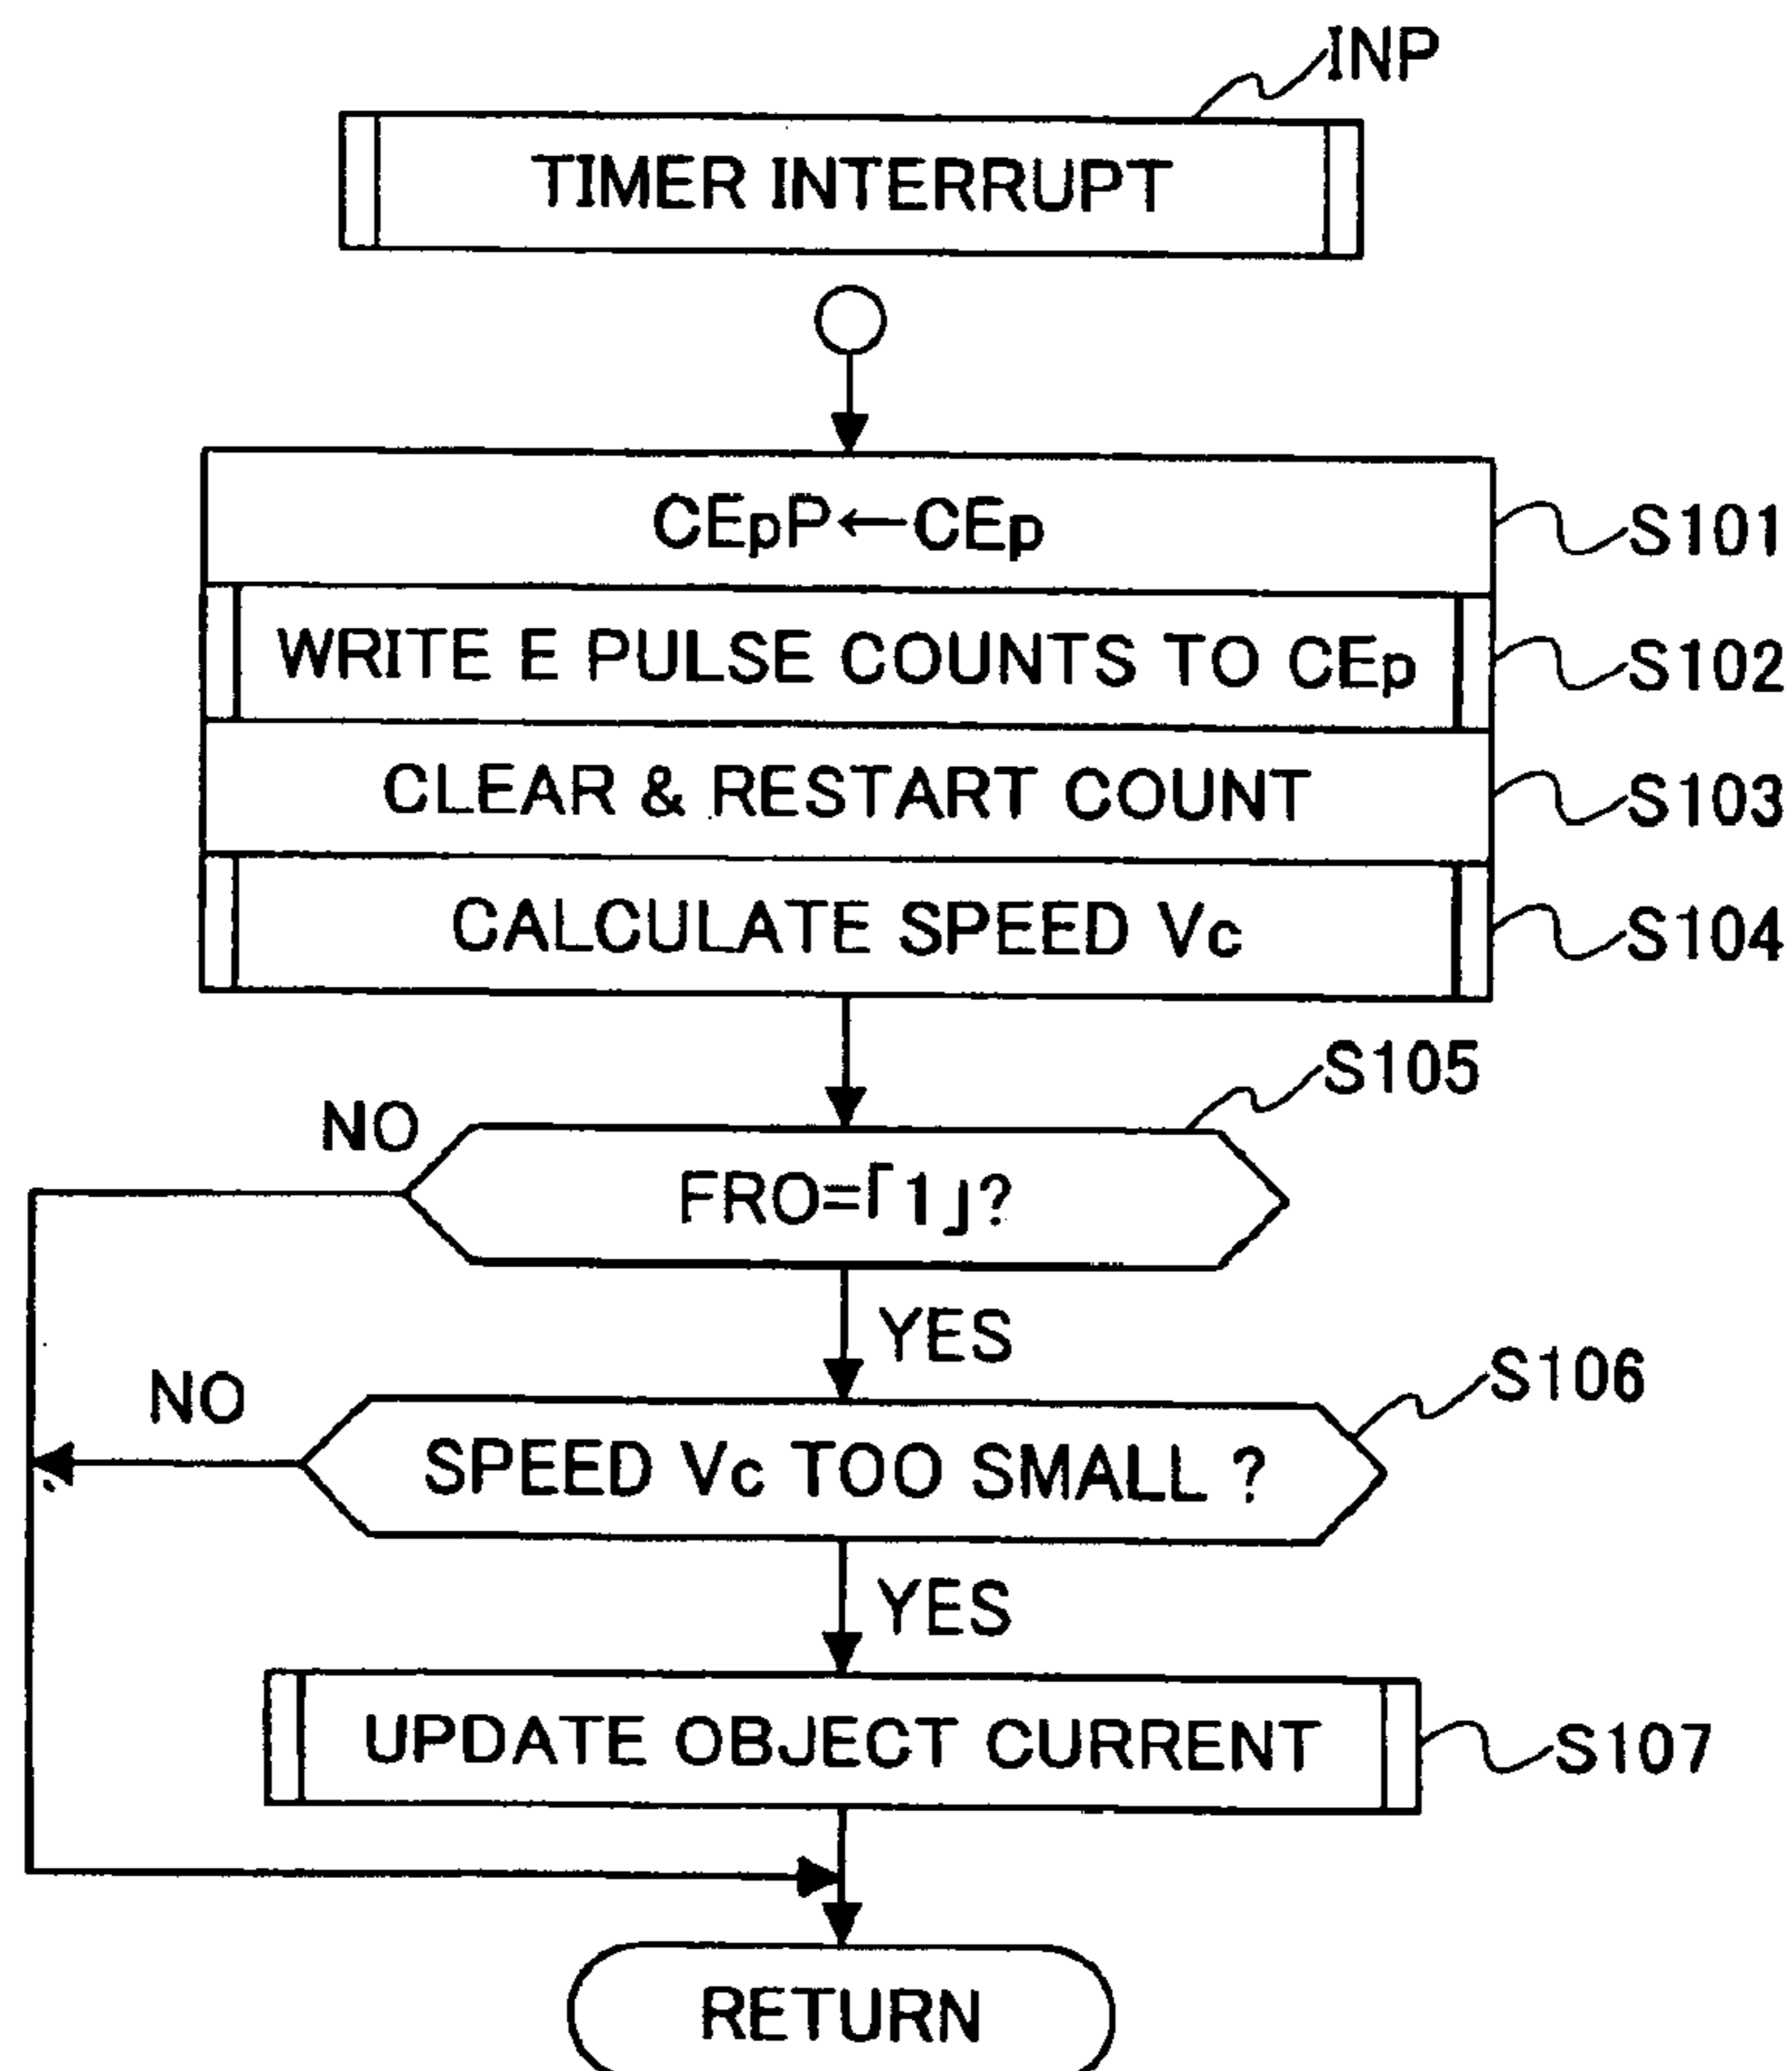 INP
TIMER INTERRUPT
CEpP←CEp
S101
WRITE E PULSE COUNTS TO CEp
S102
CLEAR & RESTART COUNT
S103
CALCULATE SPEED Vc
S104
S105
NO
FRO=「1」?
YES
S106
NO
SPEED Vc TOO SMALL ?
YES
UPDATE OBJECT CURRENT
S107
RETURN